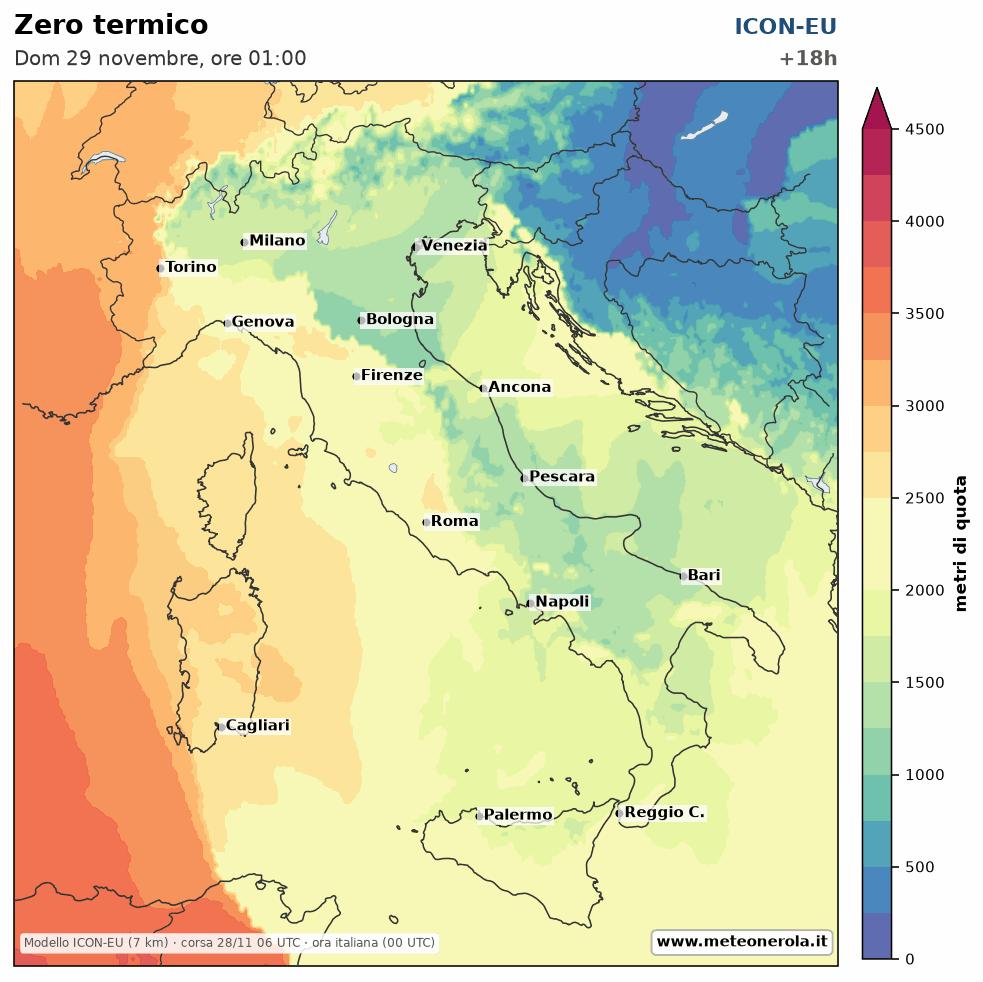 Zero termico
ICON-EU
Dom 29 novembre, ore 01:00
+18h
4500
4000
3500
3000
2500
2000
1500
1000
500
0
metri di quota
Milano
Venezia
Torino
Genova
Bologna
Firenze
Ancona
Pescara
Roma
Bari
Napoli
Cagliari
Palermo
Reggio C.
Modello ICON-EU (7 km) · corsa 28/11 06 UTC · ora italiana (00 UTC)
www.meteonerola.it